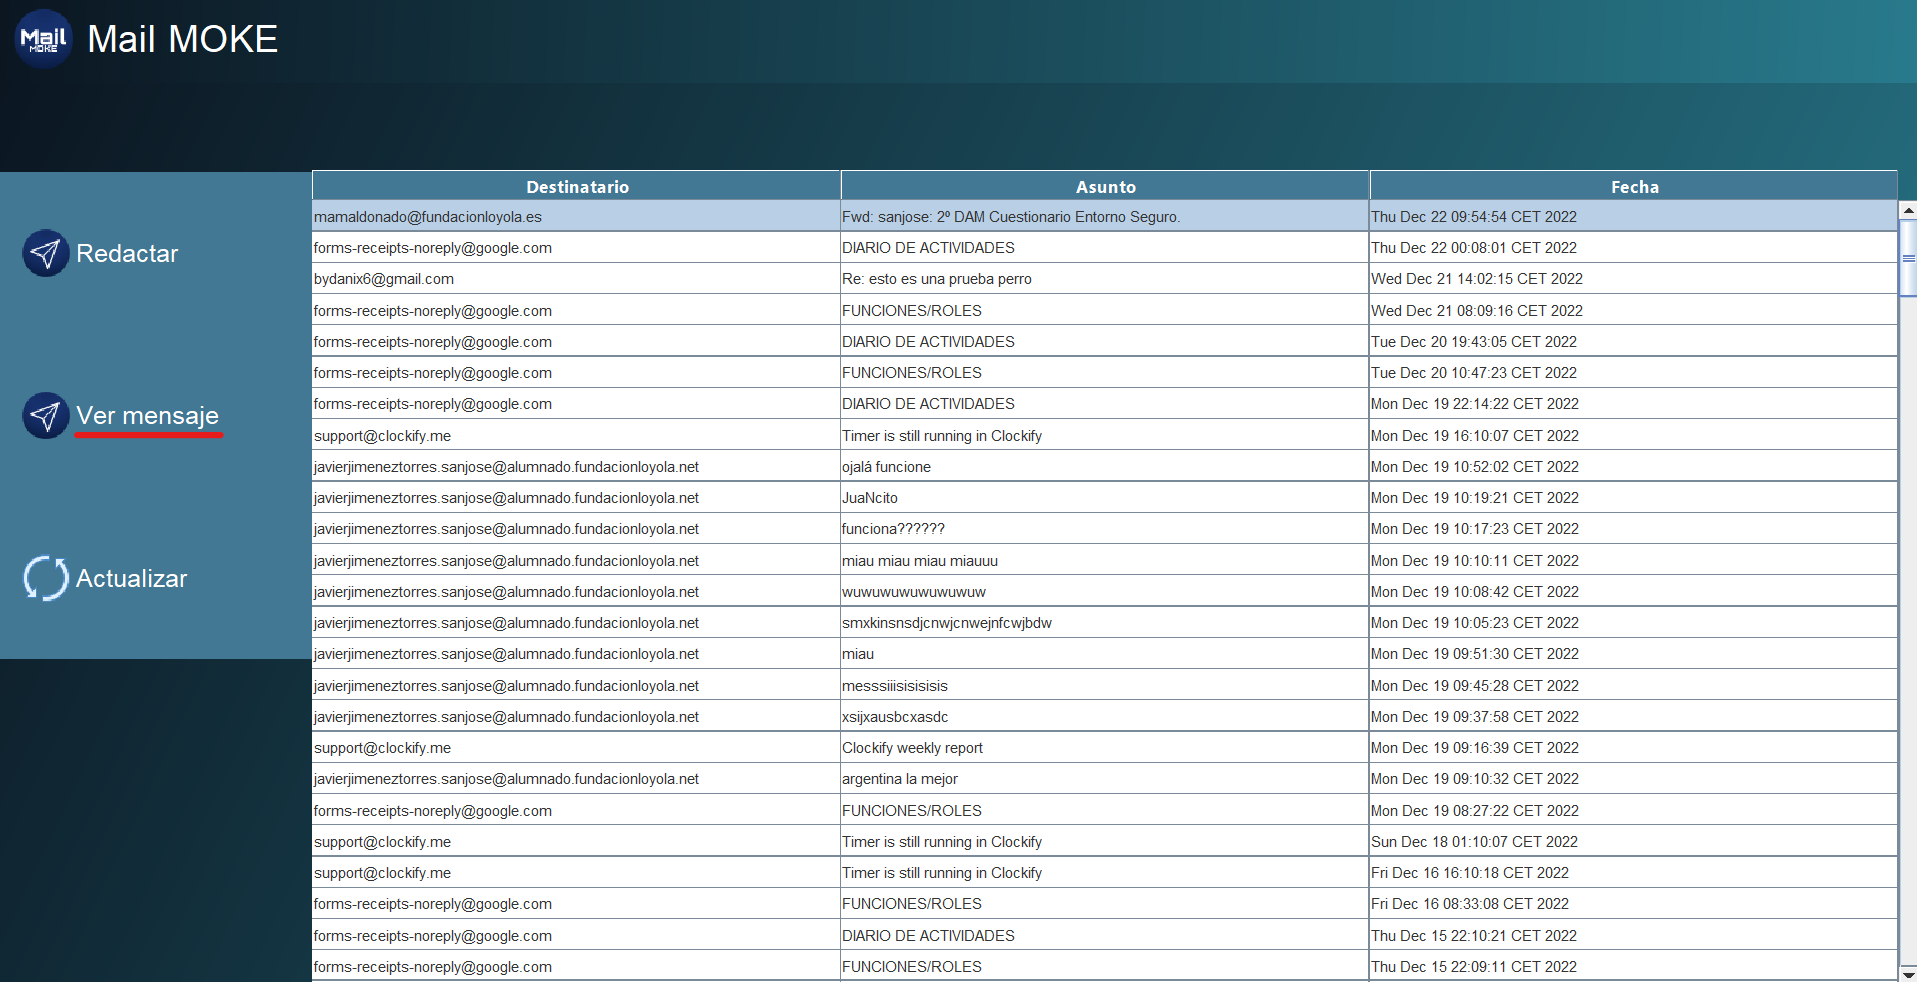 Mail
MOKE
Mail MOKE
Redactar
Ver mensaje
Actualizar
Destinatario Asunto Fecha
mamaldonado@fundacionloyola.es Fwd: sanjose: 2º DAM Cuestionario Entorno Seguro. Thu Dec 22 09:54:54 CET 2022
forms-receipts-noreply@google.com DIARIO DE ACTIVIDADES Thu Dec 22 00:08:01 CET 2022
bydanix6@gmail.com Re: esto es una prueba perro Wed Dec 21 14:02:15 CET 2022
forms-receipts-noreply@google.com FUNCIONES/ROLES Wed Dec 21 08:09:16 CET 2022
forms-receipts-noreply@google.com DIARIO DE ACTIVIDADES Tue Dec 20 19:43:05 CET 2022
forms-receipts-noreply@google.com FUNCIONES/ROLES Tue Dec 20 10:47:23 CET 2022
forms-receipts-noreply@google.com DIARIO DE ACTIVIDADES Mon Dec 19 22:14:22 CET 2022
support@clockify.me Timer is still running in Clockify Mon Dec 19 16:10:07 CET 2022
javierjimeneztorres.sanjose@alumnado.fundacionloyola.net ojalá funcione Mon Dec 19 10:52:02 CET 2022
javierjimeneztorres.sanjose@alumnado.fundacionloyola.net JuaNcito Mon Dec 19 10:19:21 CET 2022
javierjimeneztorres.sanjose@alumnado.fundacionloyola.net funciona?????? Mon Dec 19 10:17:23 CET 2022
javierjimeneztorres.sanjose@alumnado.fundacionloyola.net miau miau miau miauuu Mon Dec 19 10:10:11 CET 2022
javierjimeneztorres.sanjose@alumnado.fundacionloyola.net wuwuwuwuwuwuwuw Mon Dec 19 10:08:42 CET 2022
javierjimeneztorres.sanjose@alumnado.fundacionloyola.net smxkinsnsdjcnwjcnwejnfcwjbdw Mon Dec 19 10:05:23 CET 2022
javierjimeneztorres.sanjose@alumnado.fundacionloyola.net miau Mon Dec 19 09:51:30 CET 2022
javierjimeneztorres.sanjose@alumnado.fundacionloyola.net messsiiisisisisis Mon Dec 19 09:45:28 CET 2022
javierjimeneztorres.sanjose@alumnado.fundacionloyola.net xsijxausbcxasdc Mon Dec 19 09:37:58 CET 2022
support@clockify.me Clockify weekly report Mon Dec 19 09:16:39 CET 2022
javierjimeneztorres.sanjose@alumnado.fundacionloyola.net argentina la mejor Mon Dec 19 09:10:32 CET 2022
forms-receipts-noreply@google.com FUNCIONES/ROLES Mon Dec 19 08:27:22 CET 2022
support@clockify.me Timer is still running in Clockify Sun Dec 18 01:10:07 CET 2022
support@clockify.me Timer is still running in Clockify Fri Dec 16 16:10:18 CET 2022
forms-receipts-noreply@google.com FUNCIONES/ROLES Fri Dec 16 08:33:08 CET 2022
forms-receipts-noreply@google.com DIARIO DE ACTIVIDADES Thu Dec 15 22:10:21 CET 2022
forms-receipts-noreply@google.com FUNCIONES/ROLES Thu Dec 15 22:09:11 CET 2022